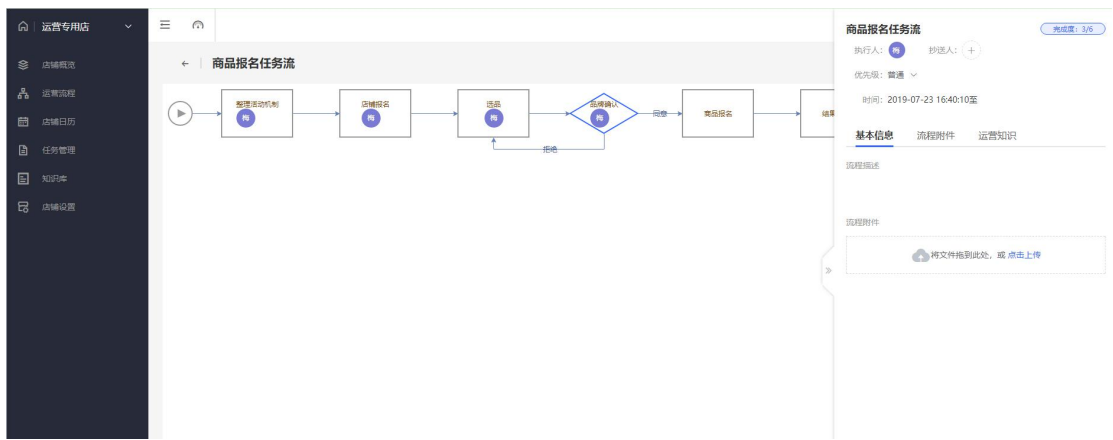 运营专用店
店铺概览
运营流程
店铺日历
任务管理
知识库
店铺设置
商品报名任务流
整理活动机制
梅
店铺报名
梅
选品
梅
品牌确认
梅
同意
拒绝
商品报名
结果
商品报名任务流
完成度：3/6
执行人：梅 抄送人：
优先级：普通
时间：2019-07-23 16:40:10至
基本信息 流程附件 运营知识
流程描述
流程附件
将文件拖到此处，或 点击上传